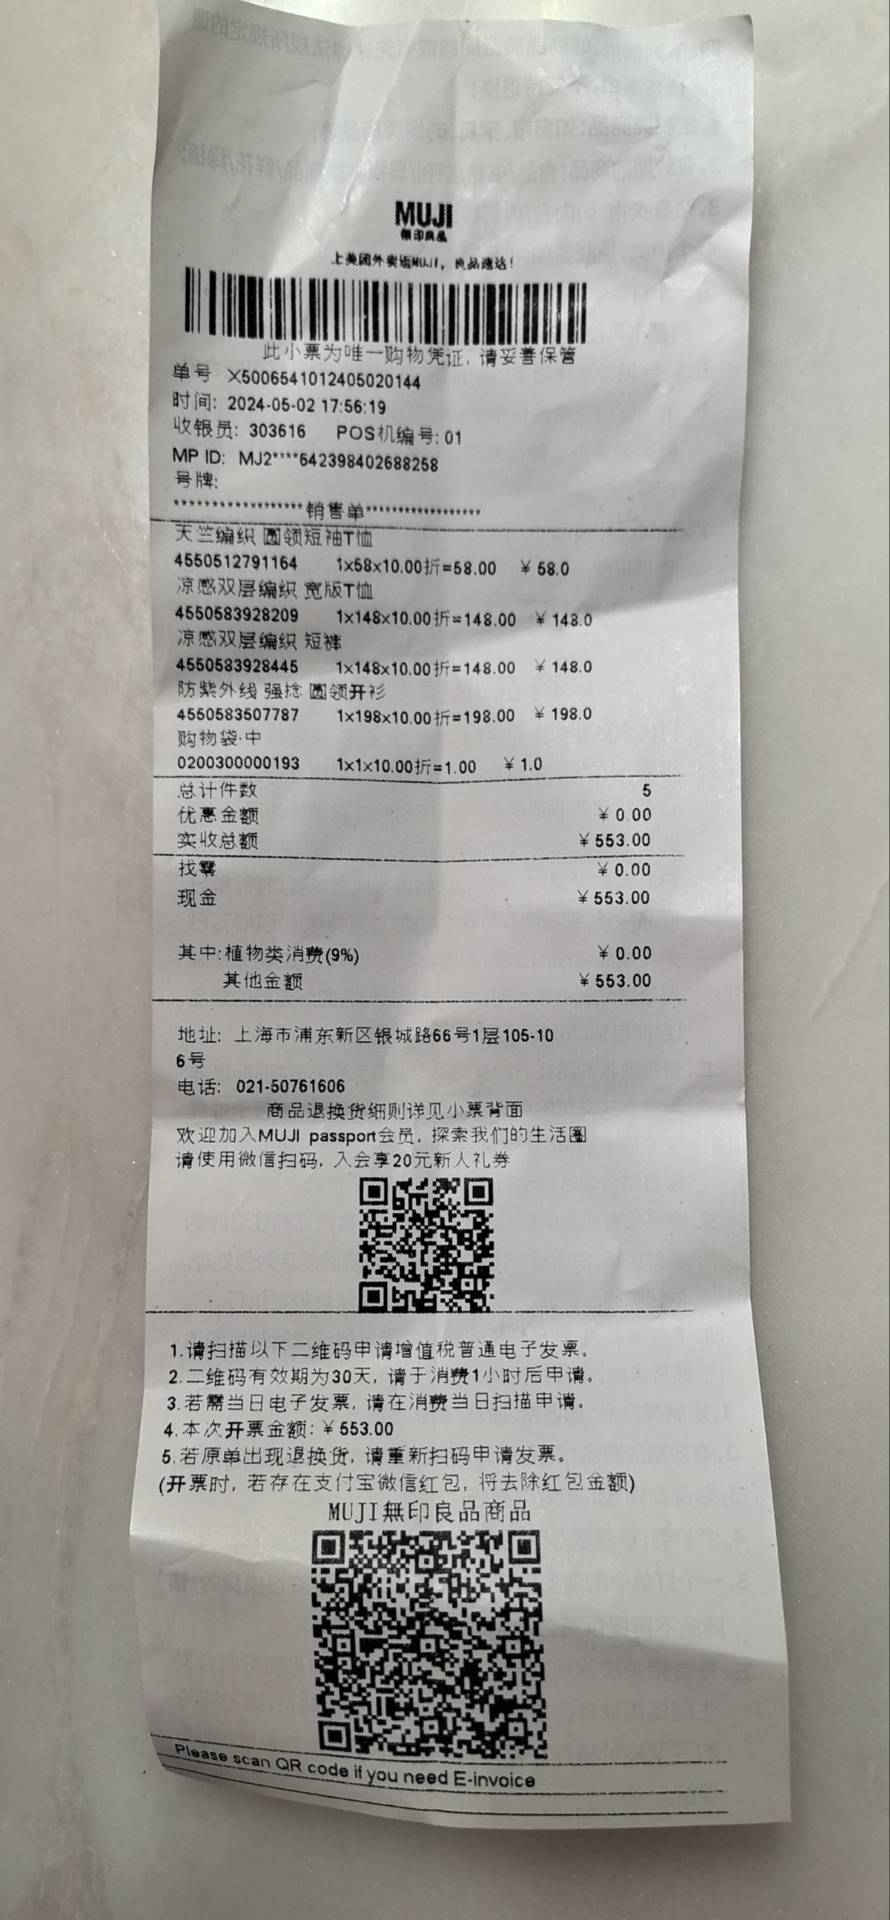 MUJI
無印良品
上美团外卖送MUJI，良品速达！
此小票为唯一购物凭证，请妥善保管
单号 X5006541012405020144
时间: 2024-05-02 17:56:19
收银员: 303616 POS机编号: 01
MP ID: MJ2****642398402688258
号牌:
******************销售单******************
天竺编织 圆领短袖T恤
4550512791164 1x58x10.00折=58.00 ￥58.0
凉感双层编织 宽版T恤
4550583928209 1x148x10.00折=148.00 ￥148.0
凉感双层编织 短裤
4550583928445 1x148x10.00折=148.00 ￥148.0
防紫外线 强捻 圆领开衫
4550583507787 1x198x10.00折=198.00 ￥198.0
购物袋·中
0200300000193 1x1x10.00折=1.00 ￥1.0
总计件数 5
优惠金额 ￥0.00
实收总额 ￥553.00
找零 ￥0.00
现金 ￥553.00
其中:植物类消费(9%) ￥0.00
其他金额 ￥553.00
地址: 上海市浦东新区银城路66号1层105-10
6号
电话: 021-50761606
商品退换货细则详见小票背面
欢迎加入MUJI passport会员, 探索我们的生活圈
请使用微信扫码, 入会享20元新人礼券
1.请扫描以下二维码申请增值税普通电子发票。
2.二维码有效期为30天, 请于消费1小时后申请。
3.若需当日电子发票, 请在消费当日扫描申请。
4.本次开票金额: ￥553.00
5.若原单出现退换货, 请重新扫码申请发票。
(开票时, 若存在支付宝微信红包, 将去除红包金额)
MUJI無印良品商品
Please scan QR code if you need E-invoice